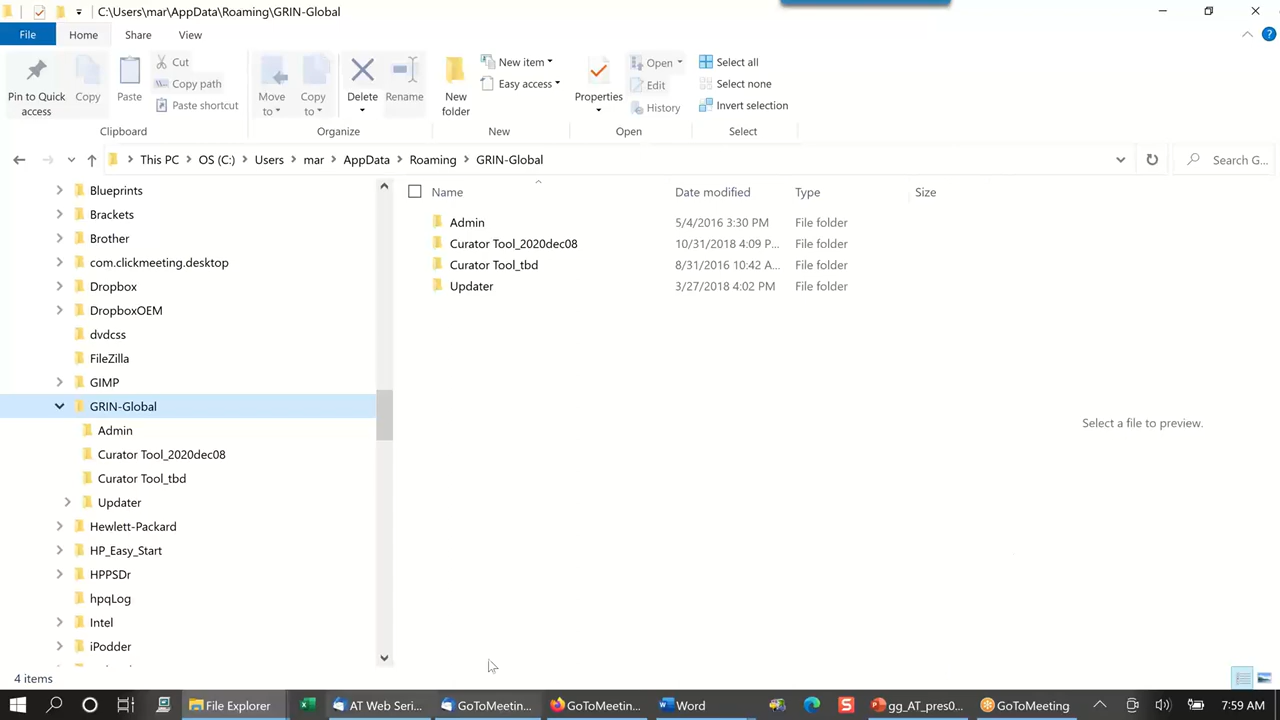 C:\Users\mar\AppData\Roaming\GRIN-Global
File Home Share View
Pin to Quick access
Copy
Paste
Cut
Copy path
Paste shortcut
Clipboard
Move to
Copy to
Delete
Rename
Organize
New folder
New item
Easy access
New
Properties
Open
Edit
History
Open
Select all
Select none
Invert selection
Select
This PC > OS (C:) > Users > mar > AppData > Roaming > GRIN-Global
Search G...
Name Date modified Type Size
Admin 5/4/2016 3:30 PM File folder
Curator Tool_2020dec08 10/31/2018 4:09 P... File folder
Curator Tool_tbd 8/31/2016 10:42 A... File folder
Updater 3/27/2018 4:02 PM File folder
Select a file to preview.
Blueprints
Brackets
Brother
com.clickmeeting.desktop
Dropbox
DropboxOEM
dvdcss
FileZilla
GIMP
GRIN-Global
Admin
Curator Tool_2020dec08
Curator Tool_tbd
Updater
Hewlett-Packard
HP_Easy_Start
HPPSDr
hpqLog
Intel
iPodder
4 items
File Explorer
AT Web Seri...
GoToMeetin...
GoToMeetin...
Word
gg_AT_pres0...
GoToMeeting
7:59 AM